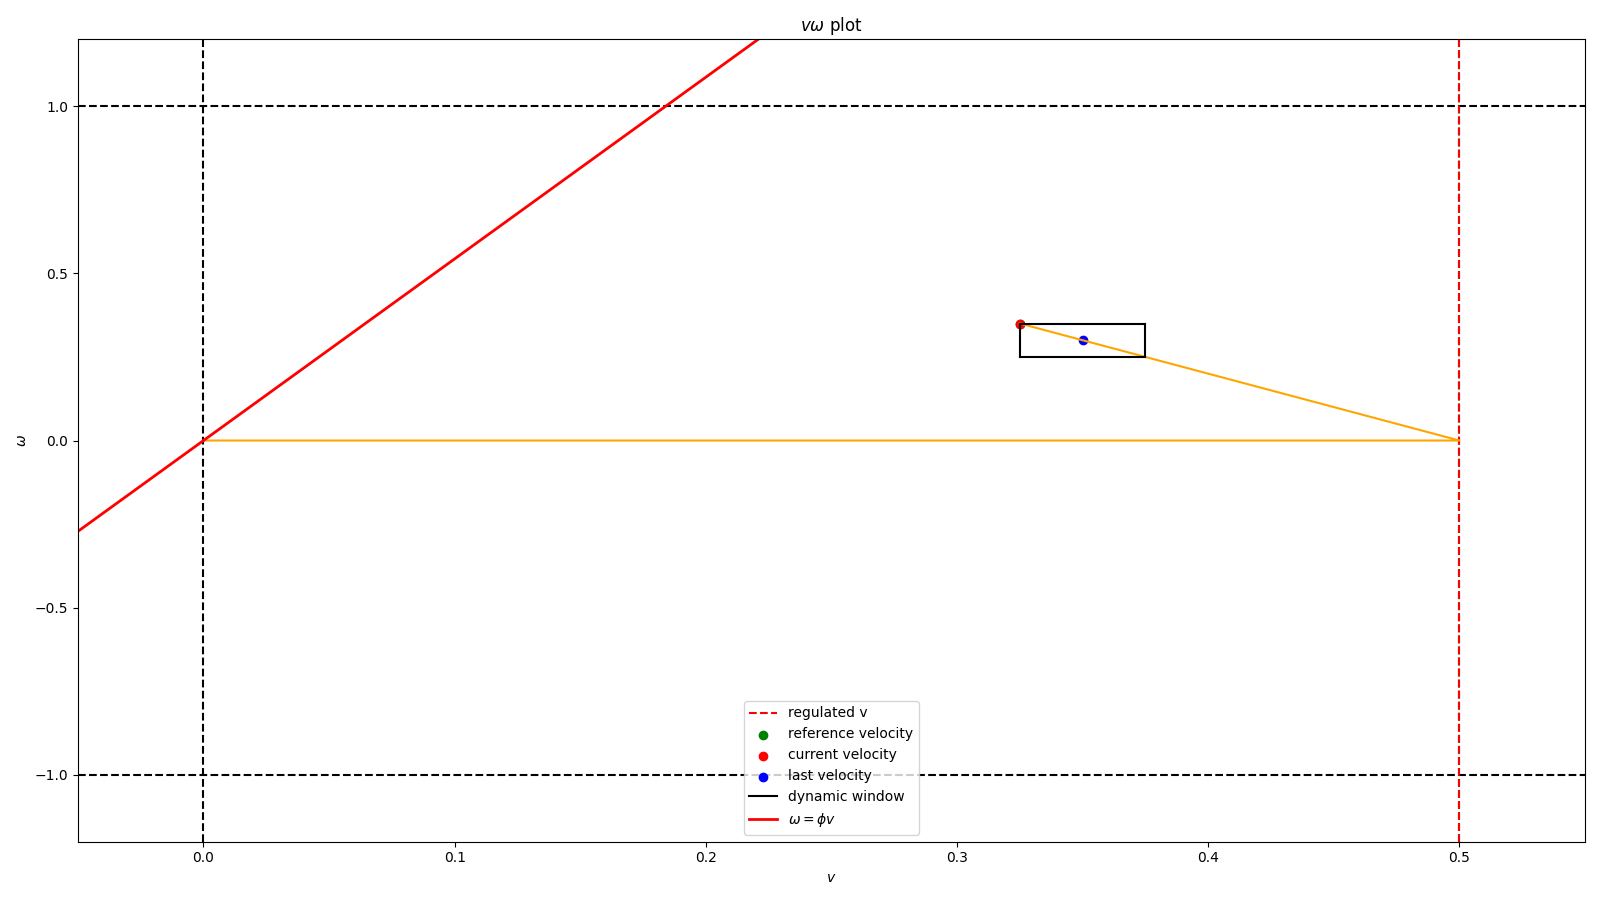 vω plot
1.0
0.5
0.0
−0.5
−1.0
ω
0.0
0.1
0.2
0.3
0.4
0.5
v
regulated v
reference velocity
current velocity
last velocity
dynamic window
ω = ϕv